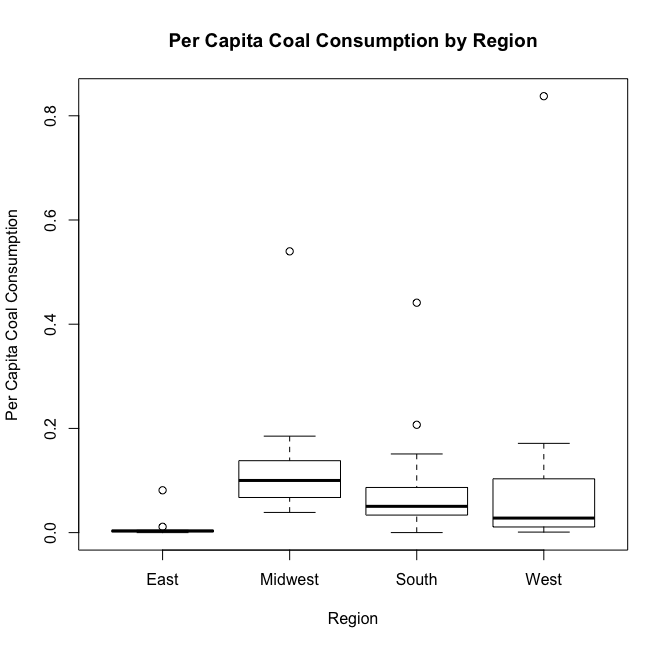 Per Capita Coal Consumption by Region
Per Capita Coal Consumption
0.8
0.6
0.4
0.2
0.0
East Midwest South West
Region